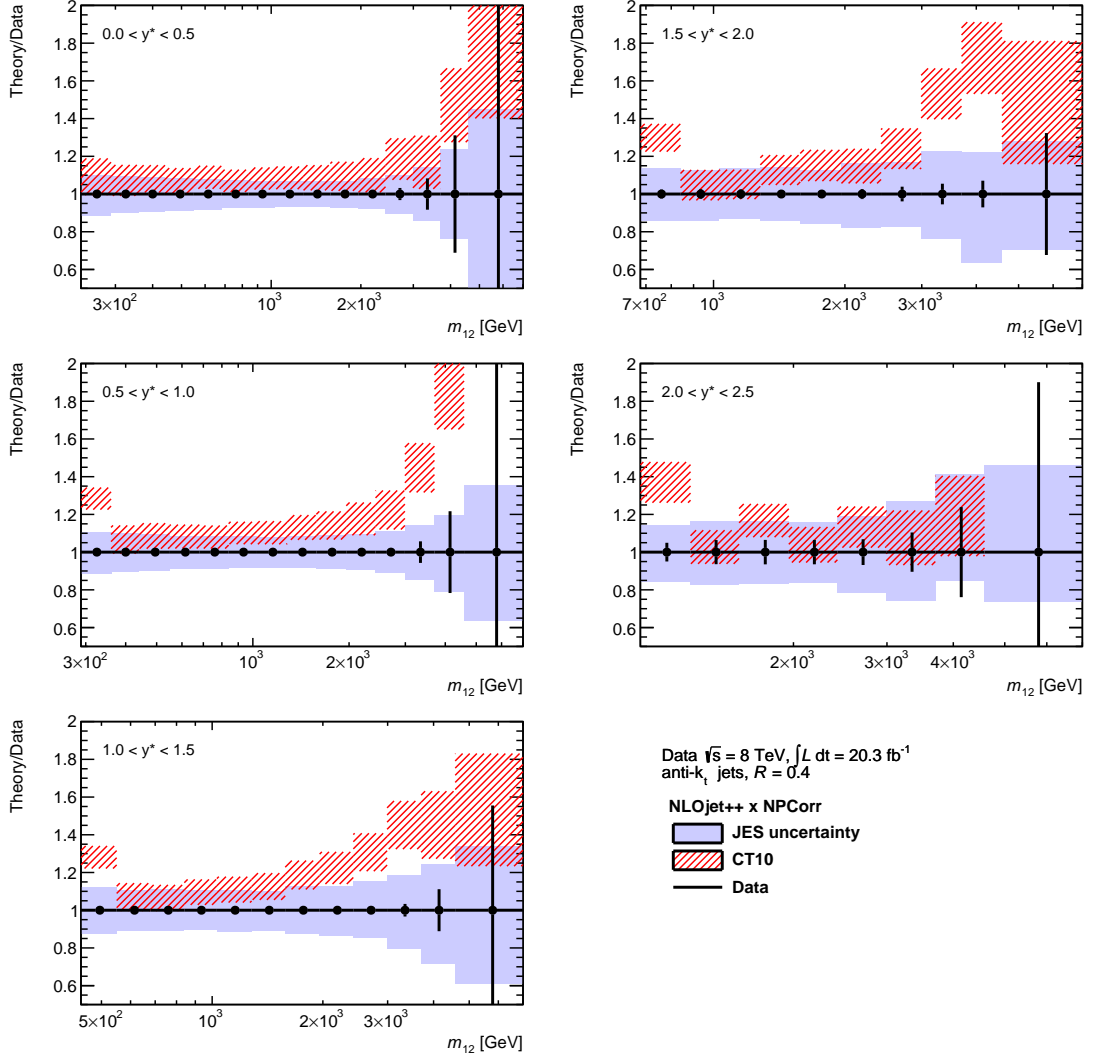 Theory/Data
2
1.8
1.6
1.4
1.2
1
0.8
0.6
0.0 < y* < 0.5
3×10²
10³
2×10³
m₁₂ [GeV]
Theory/Data
2
1.8
1.6
1.4
1.2
1
0.8
0.6
1.5 < y* < 2.0
7×10²
10³
2×10³
3×10³
m₁₂ [GeV]
Theory/Data
2
1.8
1.6
1.4
1.2
1
0.8
0.6
0.5 < y* < 1.0
3×10²
10³
2×10³
m₁₂ [GeV]
Theory/Data
2
1.8
1.6
1.4
1.2
1
0.8
0.6
2.0 < y* < 2.5
2×10³
3×10³
4×10³
m₁₂ [GeV]
Theory/Data
2
1.8
1.6
1.4
1.2
1
0.8
0.6
1.0 < y* < 1.5
5×10²
10³
2×10³
3×10³
m₁₂ [GeV]
Data √s = 8 TeV, ∫L dt = 20.3 fb⁻¹
anti-kₜ jets, R = 0.4
NLOjet++ x NPCorr
JES uncertainty
CT10
Data